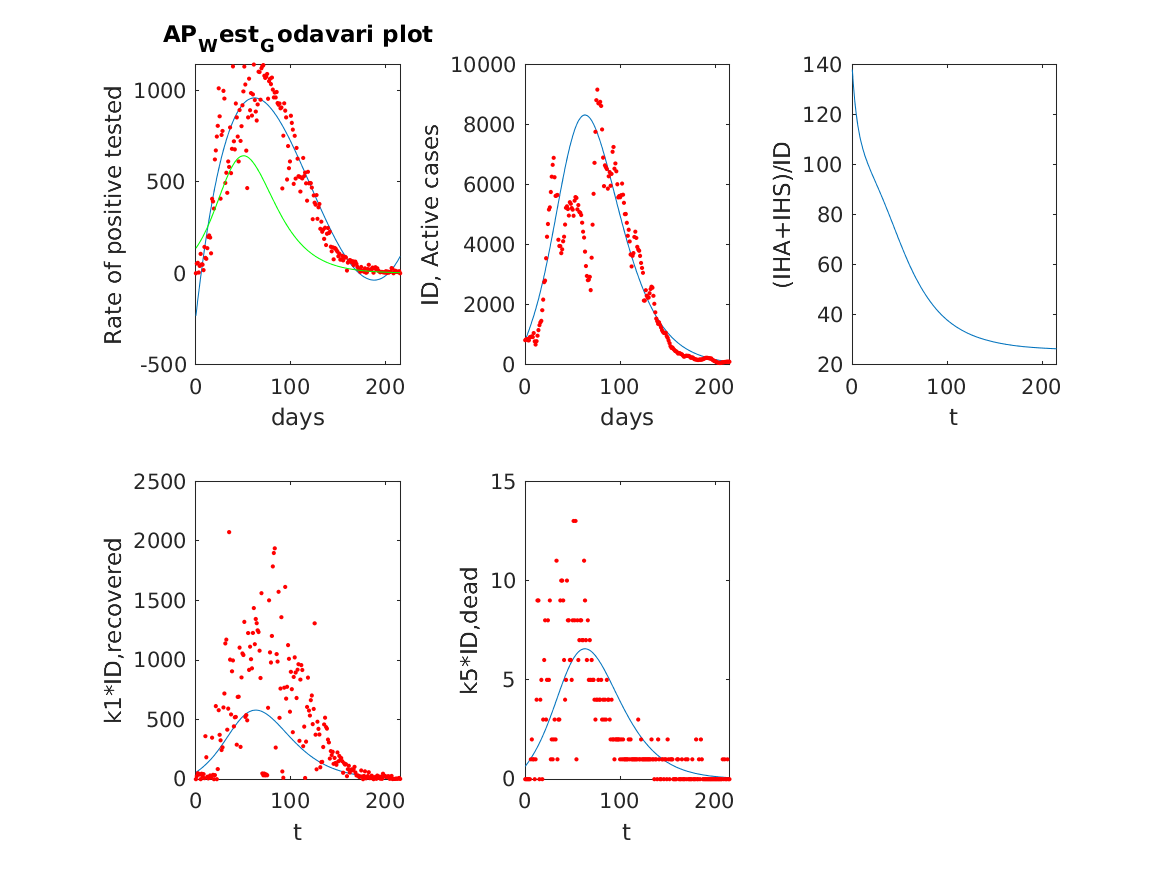 AP_West_Godavari plot
1000
500
0
-500
0 100 200
days
Rate of positive tested
10000
8000
6000
4000
2000
0
0 100 200
days
ID, Active cases
140
120
100
80
60
40
20
0 100 200
t
(IHA+IHS)/ID
2500
2000
1500
1000
500
0
0 100 200
t
k1*ID,recovered
15
10
5
0
0 100 200
t
k5*ID,dead